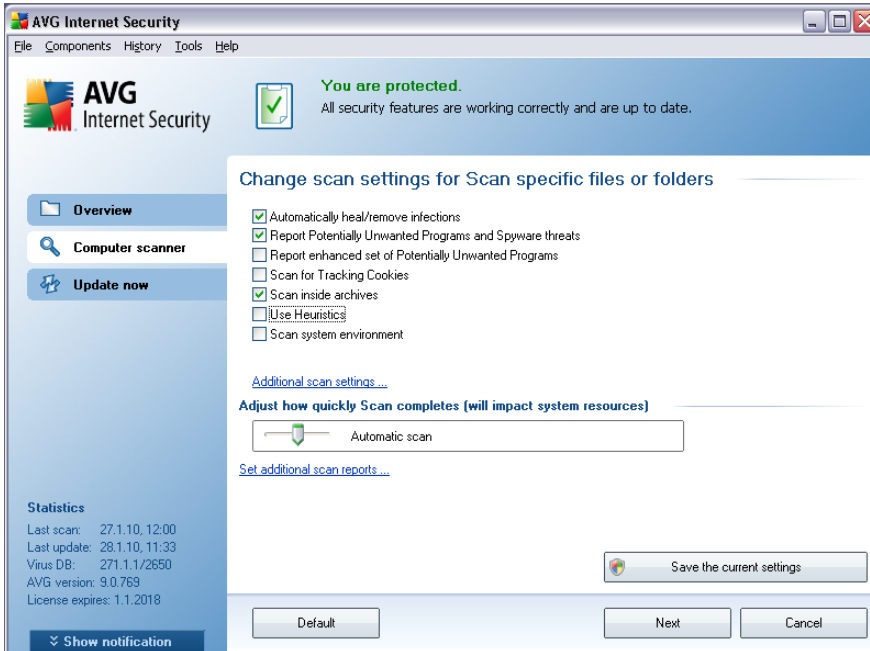 AVG Internet Security
File Components History Tools Help
AVG
Internet Security
You are protected.
All security features are working correctly and are up to date.
Overview
Computer scanner
Update now
Change scan settings for Scan specific files or folders
Automatically heal/remove infections
Report Potentially Unwanted Programs and Spyware threats
Report enhanced set of Potentially Unwanted Programs
Scan for Tracking Cookies
Scan inside archives
Use Heuristics
Scan system environment
Additional scan settings ...
Adjust how quickly Scan completes (will impact system resources)
Automatic scan
Set additional scan reports ...
Statistics
Last scan: 27.1.10, 12:00
Last update: 28.1.10, 11:33
Virus DB: 271.1.1/2650
AVG version: 9.0.769
License expires: 1.1.2018
Show notification
Save the current settings
Default
Next
Cancel